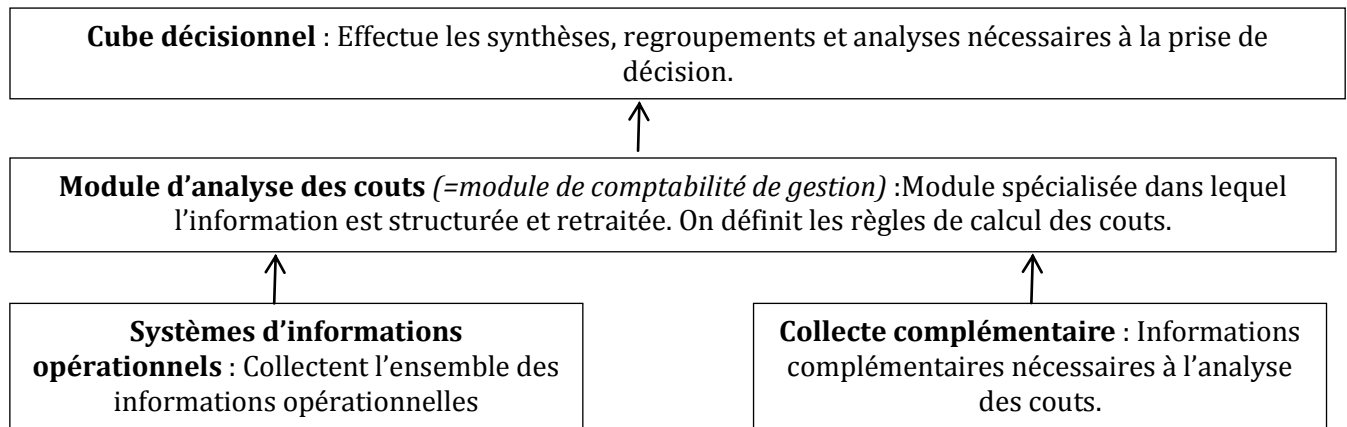 Cube décisionnel : Effectue les synthèses, regroupements et analyses nécessaires à la prise de
décision.
Module d'analyse des couts (=module de comptabilité de gestion) :Module spécialisée dans lequel
l'information est structurée et retraitée. On définit les règles de calcul des couts.
Systèmes d'informations
opérationnels : Collectent l'ensemble des
informations opérationnelles
Collecte complémentaire : Informations
complémentaires nécessaires à l'analyse
des couts.